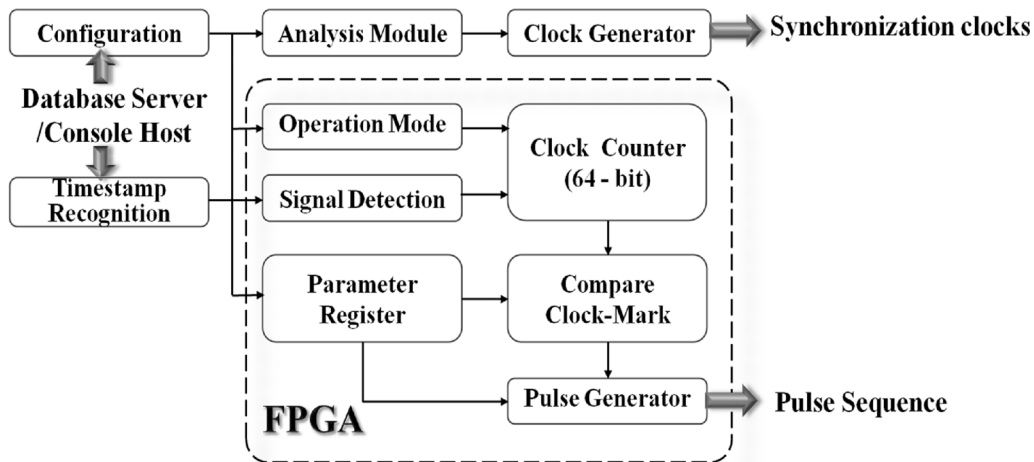 Configuration
Analysis Module
Clock Generator
Synchronization clocks
Database Server
/Console Host
Operation Mode
Clock Counter
(64 - bit)
Timestamp
Recognition
Signal Detection
Parameter
Register
Compare
Clock-Mark
Pulse Generator
Pulse Sequence
FPGA